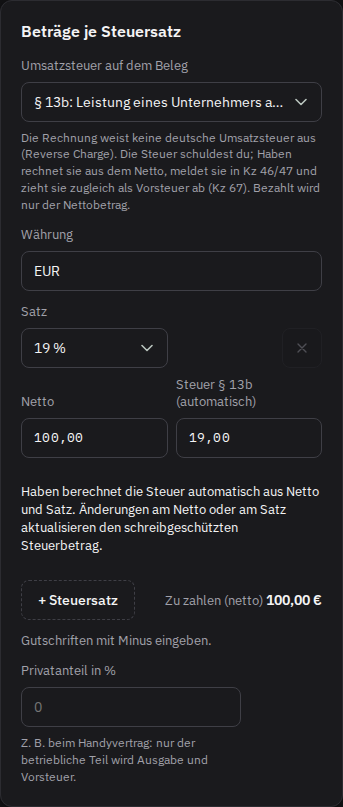 Beträge je Steuersatz
Umsatzsteuer auf dem Beleg
§ 13b: Leistung eines Unternehmers a...
Die Rechnung weist keine deutsche Umsatzsteuer aus
(Reverse Charge). Die Steuer schuldest du; Haben
rechnet sie aus dem Netto, meldet sie in Kz 46/47 und
zieht sie zugleich als Vorsteuer ab (Kz 67). Bezahlt wird
nur der Nettobetrag.
Währung
EUR
Satz
19 %
Netto
100,00
Steuer § 13b
(automatisch)
19,00
Haben berechnet die Steuer automatisch aus Netto
und Satz. Änderungen am Netto oder am Satz
aktualisieren den schreibgeschützten
Steuerbetrag.
+ Steuersatz
Zu zahlen (netto) 100,00 €
Gutschriften mit Minus eingeben.
Privatanteil in %
0
Z. B. beim Handyvertrag: nur der
betriebliche Teil wird Ausgabe und
Vorsteuer.